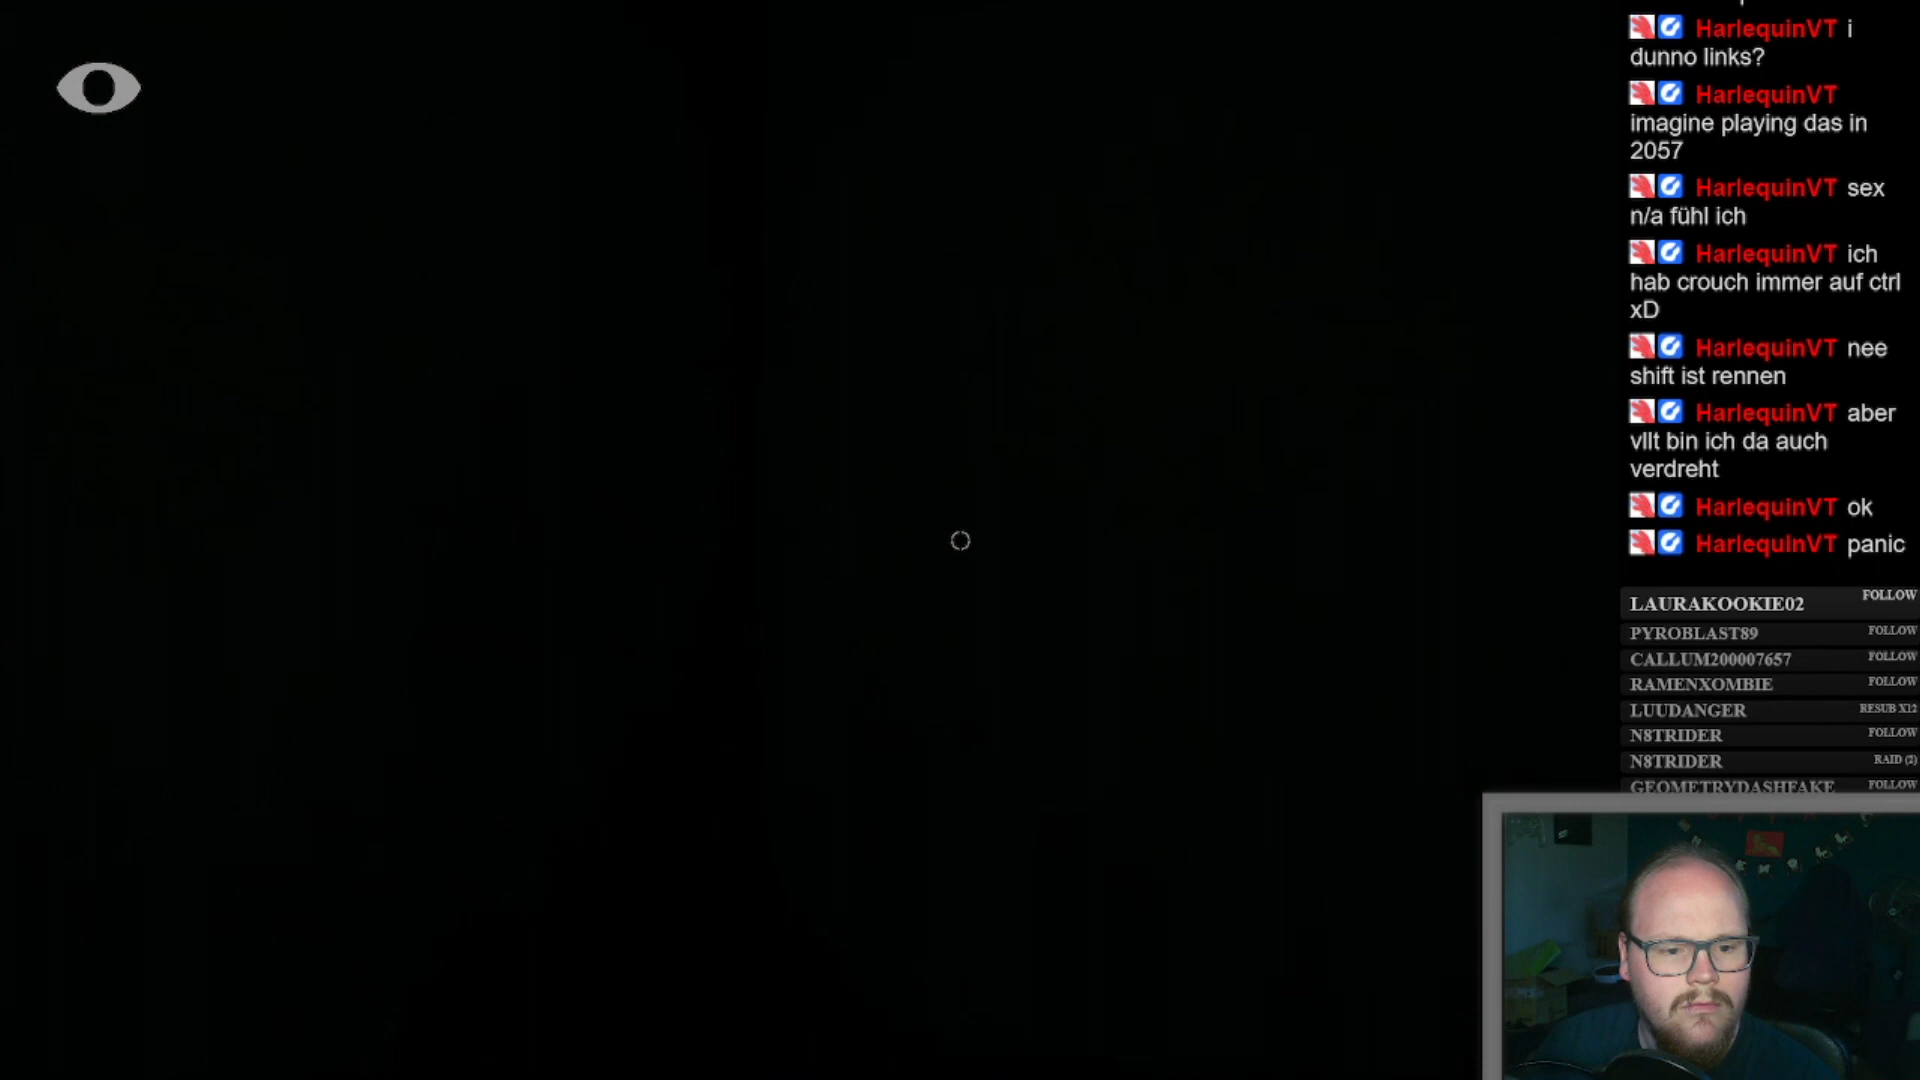 HarlequinVT i
dunno links?
HarlequinVT
imagine playing das in
2057
HarlequinVT sex
n/a fühl ich
HarlequinVT ich
hab crouch immer auf ctrl
xD
HarlequinVT nee
shift ist rennen
HarlequinVT aber
vllt bin ich da auch
verdreht
HarlequinVT ok
HarlequinVT panic
LAURAKOOKIE02 FOLLOW
PYROBLAST89 FOLLOW
CALLUM200007657 FOLLOW
RAMENXOMBIE FOLLOW
LUUDANGER RESUB X12
N8TRIDER FOLLOW
N8TRIDER RAID (2)
GEOMETRYDASHFAKE FOLLOW